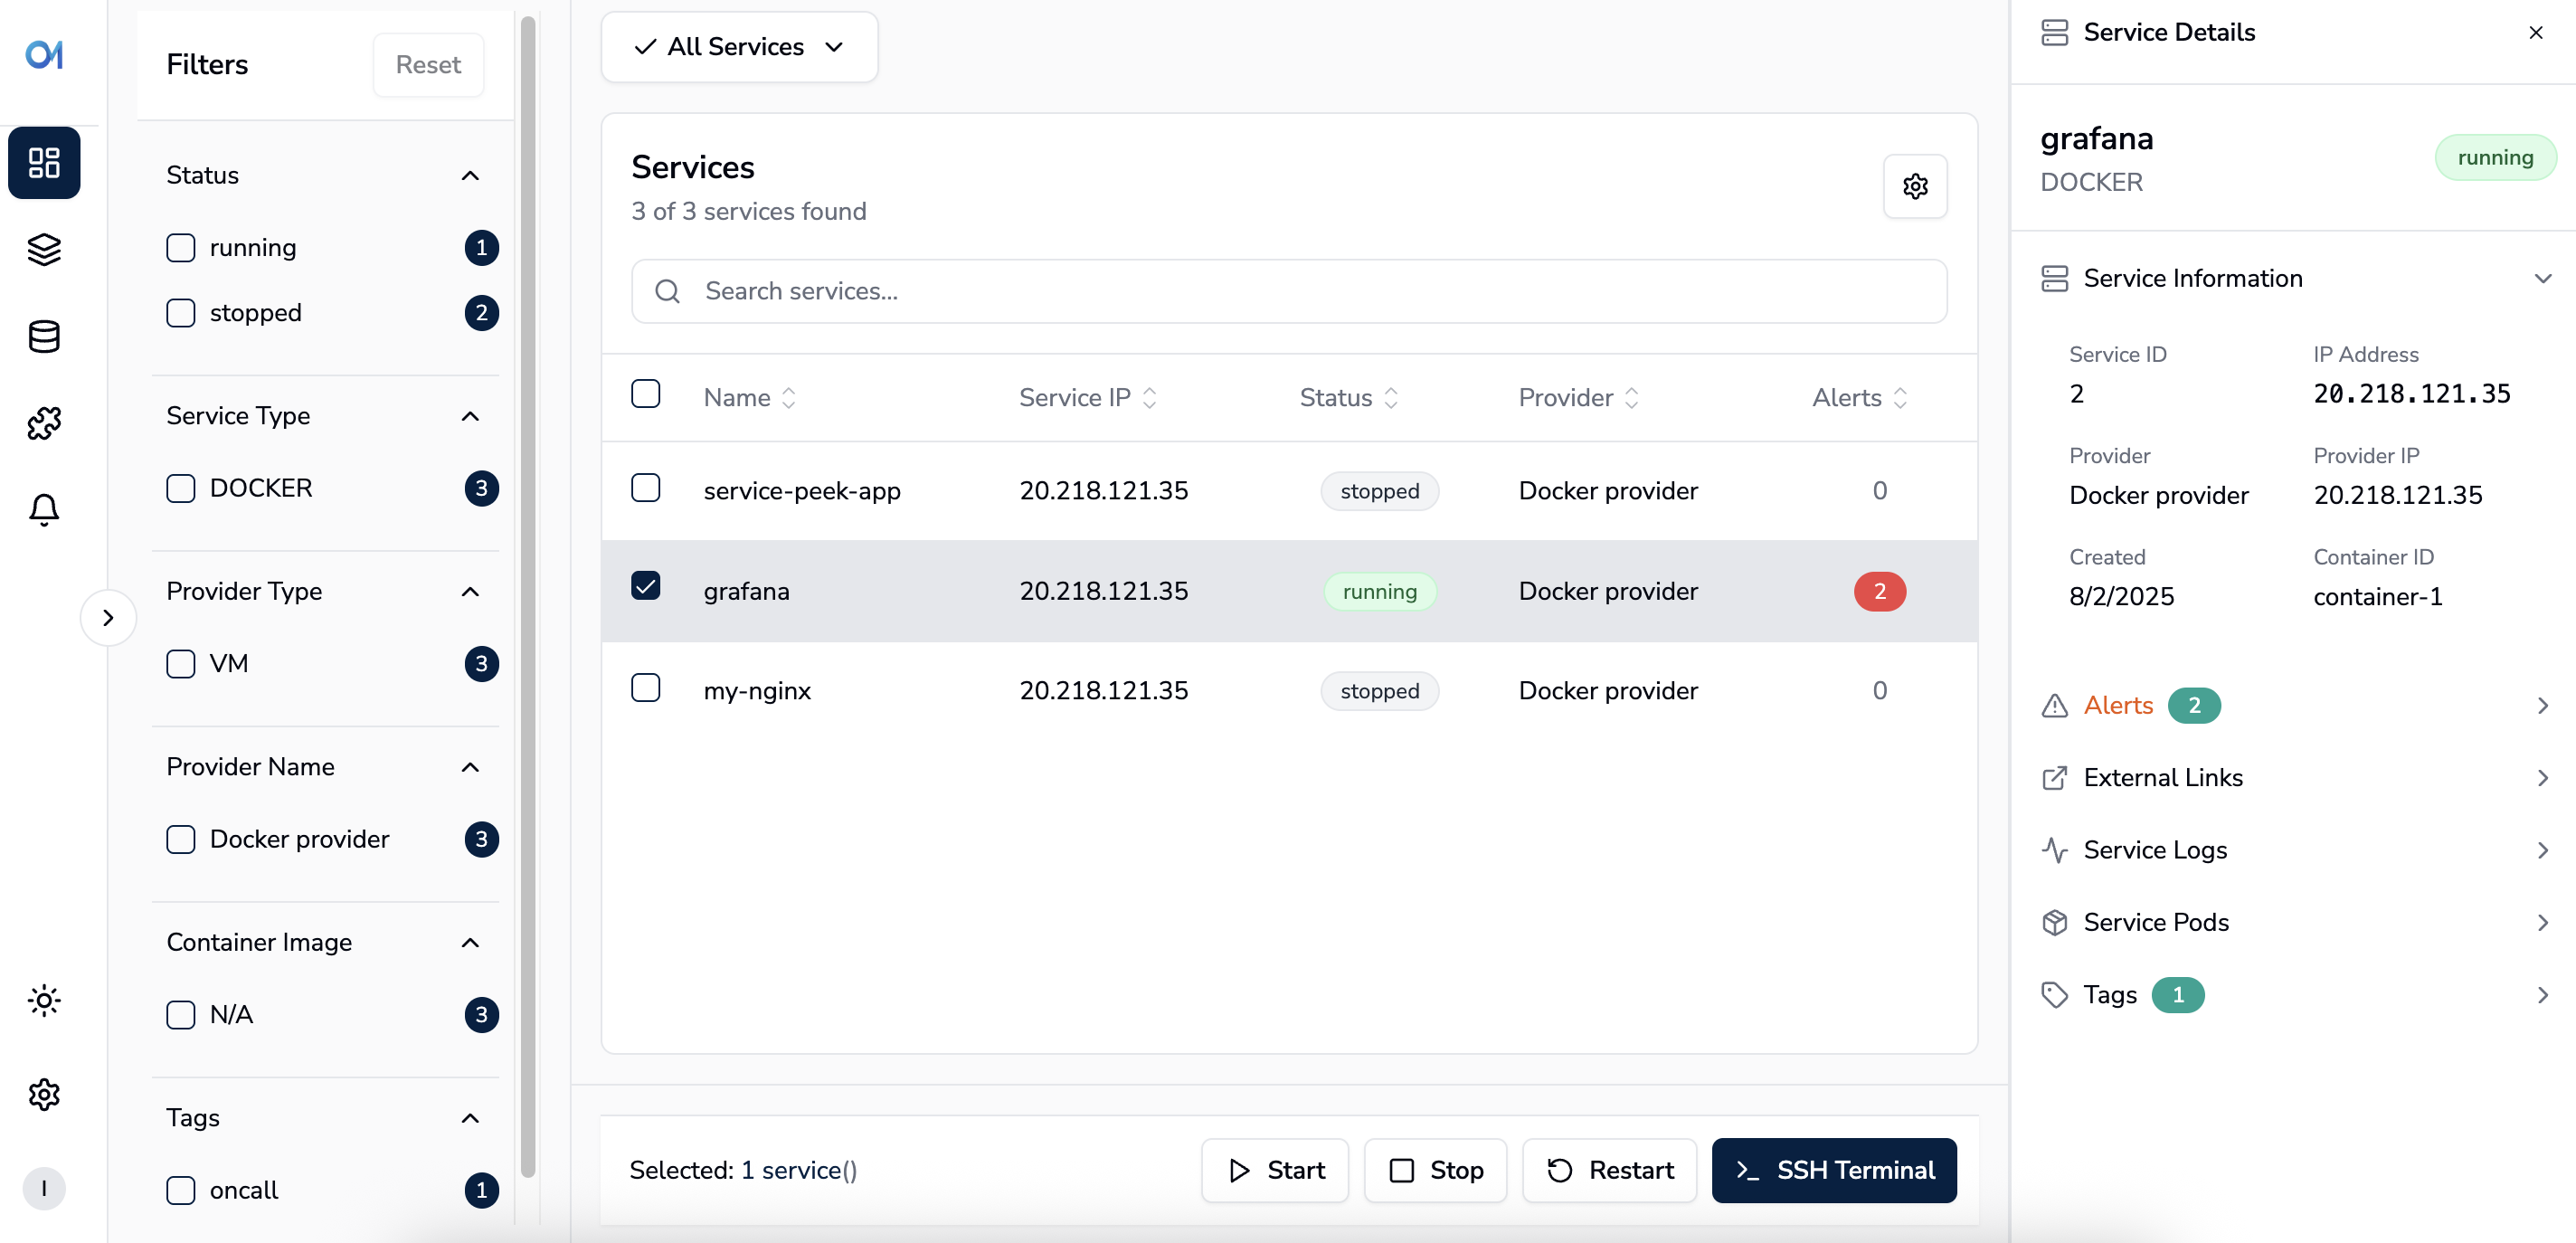 Filters
Reset
Status
running 1
stopped 2
Service Type
DOCKER 3
Provider Type
VM 3
Provider Name
Docker provider 3
Container Image
N/A 3
Tags
oncall 1
I
All Services
Services
3 of 3 services found
Search services...
Name Service IP Status Provider Alerts
service-peek-app 20.218.121.35 stopped Docker provider 0
grafana 20.218.121.35 running Docker provider 2
my-nginx 20.218.121.35 stopped Docker provider 0
Selected: 1 service()
Start Stop Restart SSH Terminal
Service Details
grafana
running
DOCKER
Service Information
Service ID IP Address
2 20.218.121.35
Provider Provider IP
Docker provider 20.218.121.35
Created Container ID
8/2/2025 container-1
Alerts 2
External Links
Service Logs
Service Pods
Tags 1